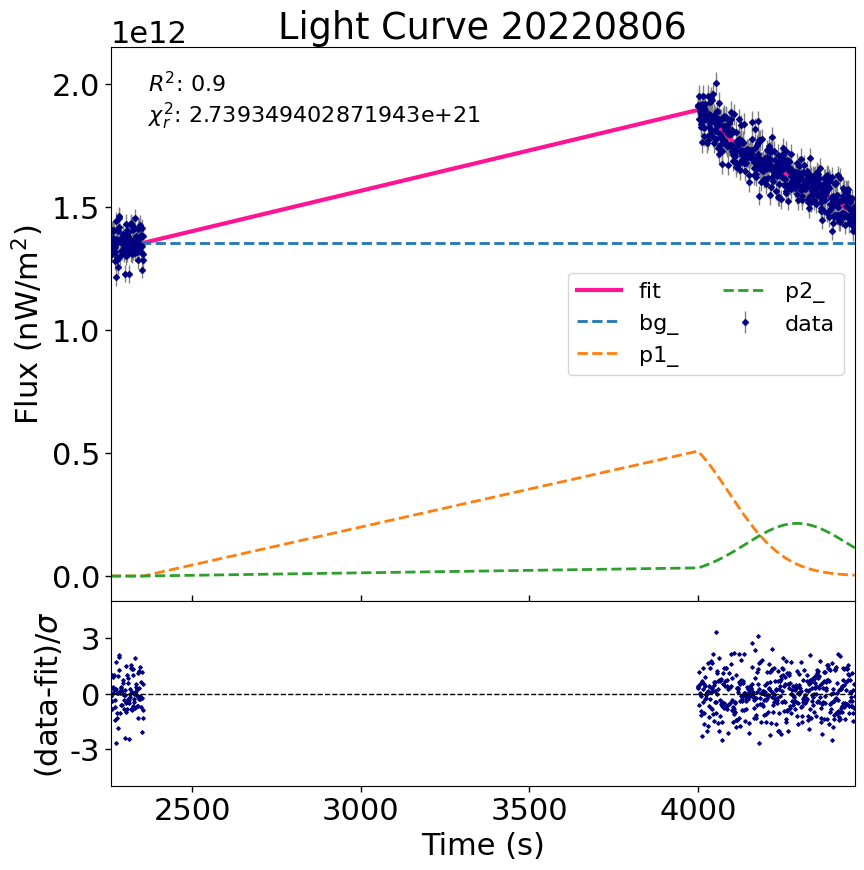 Light Curve 20220806
1e12
R²: 0.9
χ²ᵣ: 2.739349402871943e+21
2.0
1.5
1.0
0.5
0.0
Flux (nW/m²)
fit
bg_
p1_
p2_
data
3
0
-3
(data-fit)/σ
2500 3000 3500 4000
Time (s)